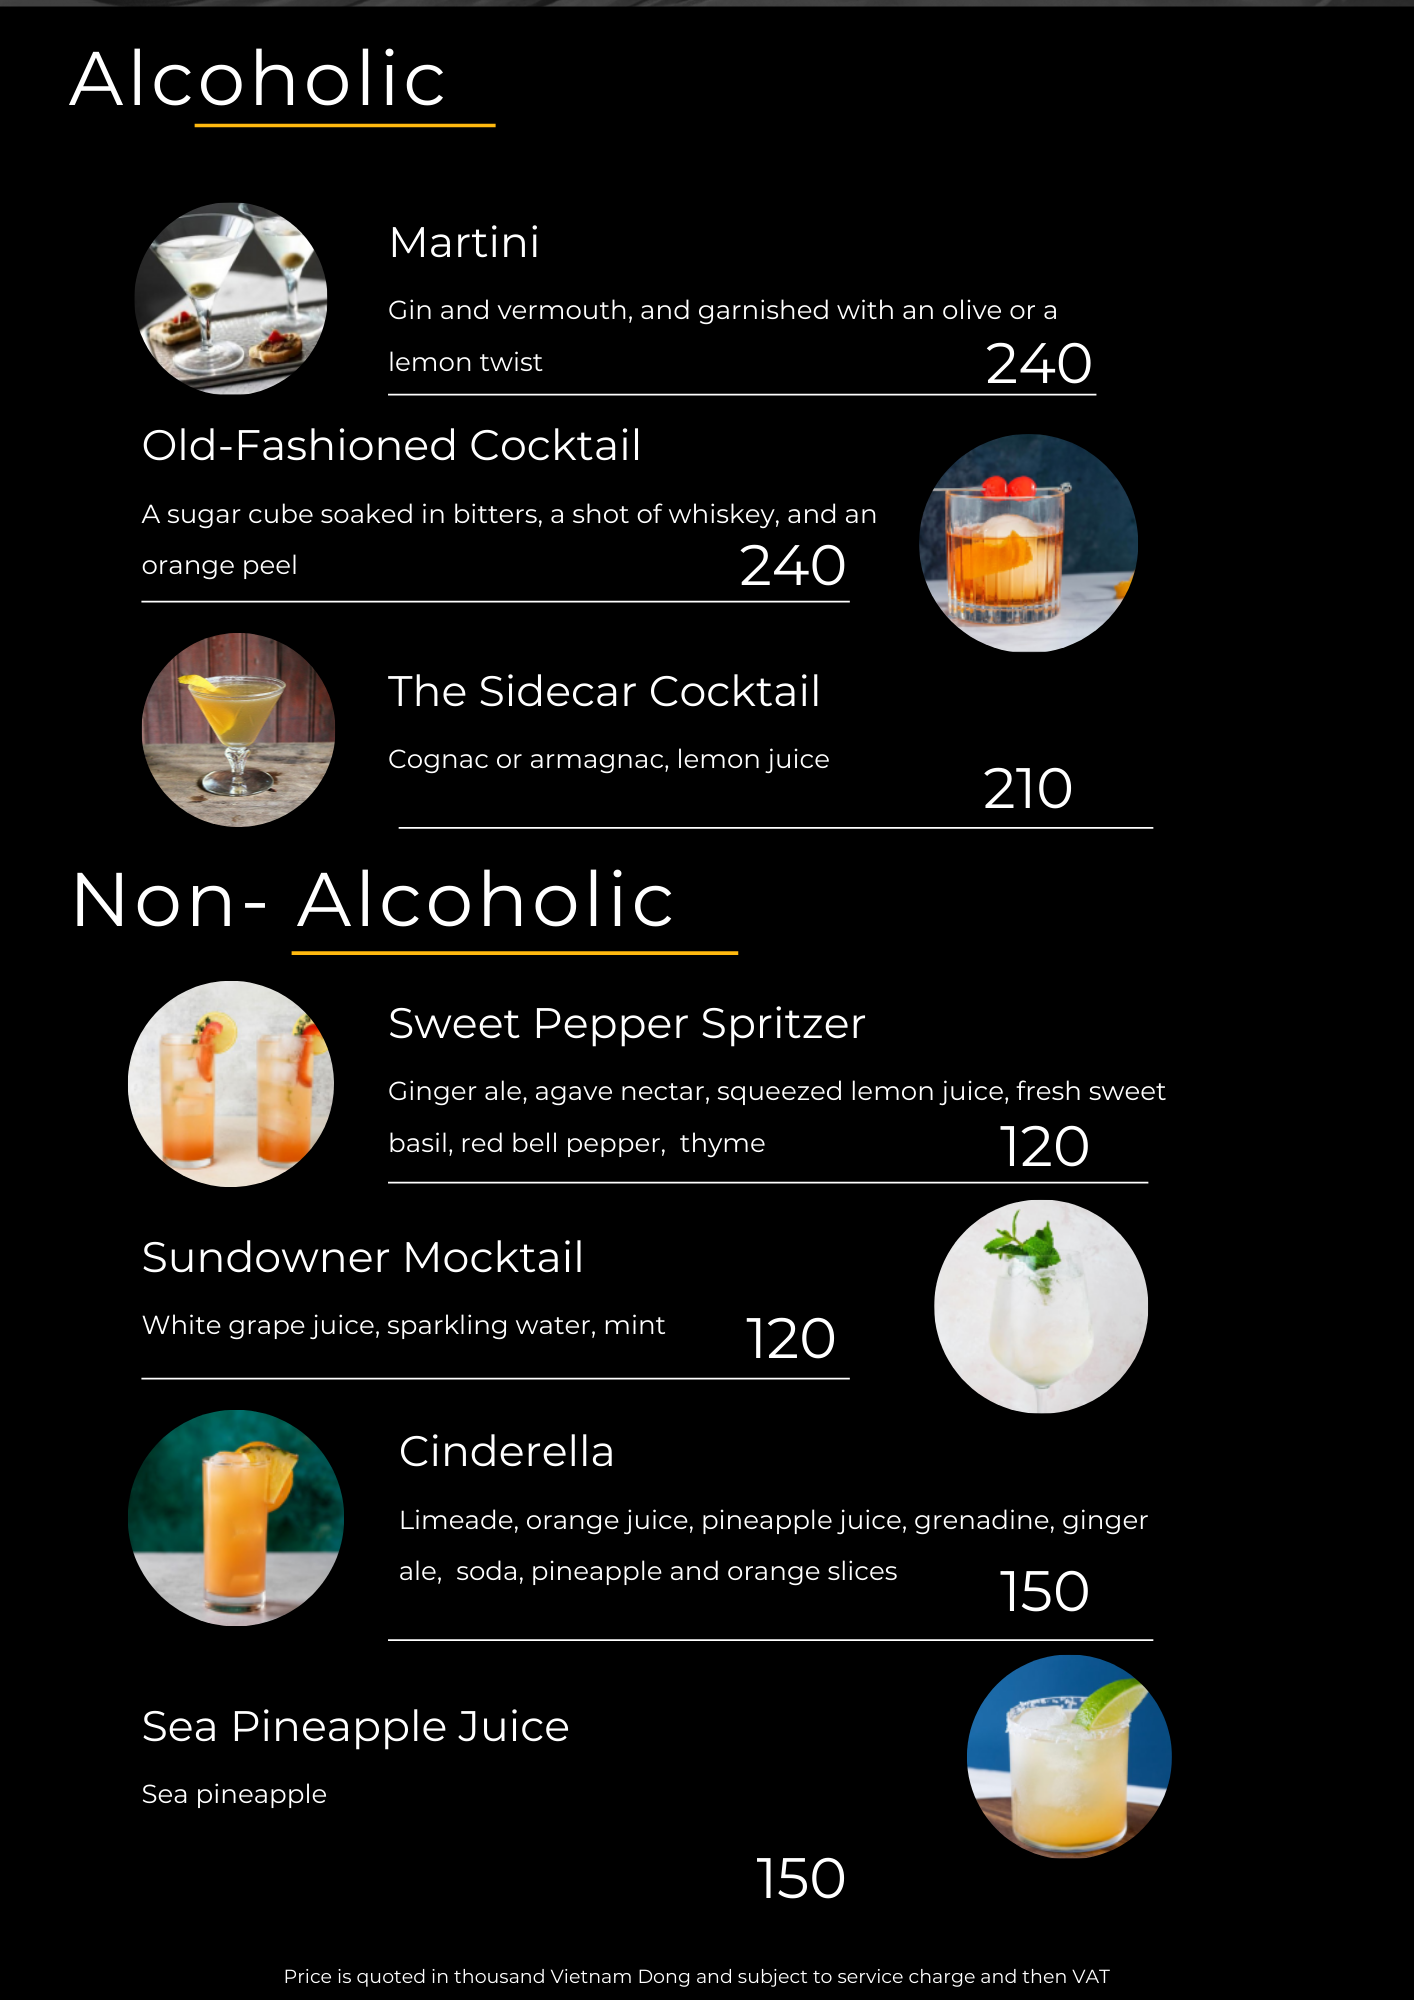 Alcoholic
Martini
Gin and vermouth, and garnished with an olive or a
lemon twist
240
Old-Fashioned Cocktail
A sugar cube soaked in bitters, a shot of whiskey, and an
orange peel
240
The Sidecar Cocktail
Cognac or armagnac, lemon juice
210
Non- Alcoholic
Sweet Pepper Spritzer
Ginger ale, agave nectar, squeezed lemon juice, fresh sweet
basil, red bell pepper,  thyme
120
Sundowner Mocktail
White grape juice, sparkling water, mint
120
Cinderella
Limeade, orange juice, pineapple juice, grenadine, ginger
ale,  soda, pineapple and orange slices
150
Sea Pineapple Juice
Sea pineapple
150
Price is quoted in thousand Vietnam Dong and subject to service charge and then VAT